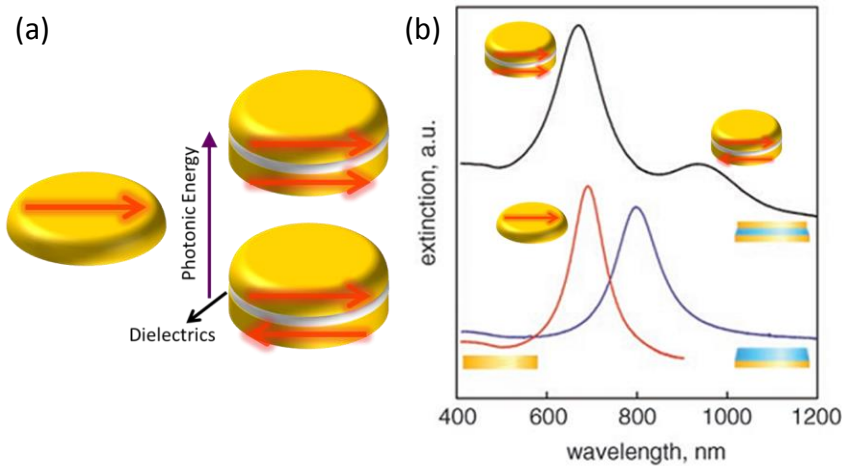 (a)
Photonic Energy
Dielectrics
(b)
extinction, a.u.
400 600 800 1000 1200
wavelength, nm